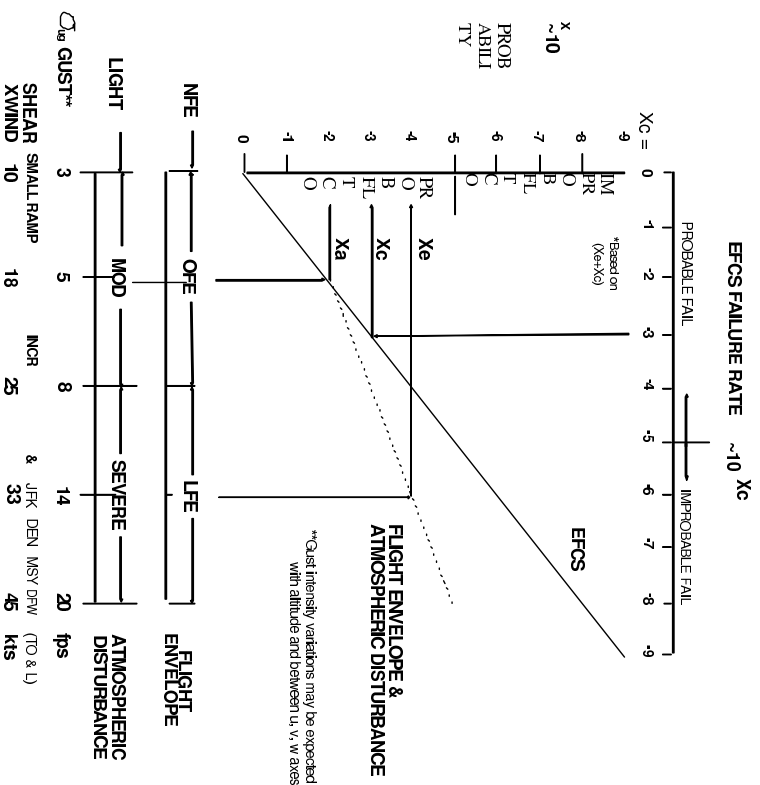 EFCS FAILURE RATE ~10 Xc
PROBABLE FAIL IMPROBABLE FAIL
Xc = 0 -1 -2 -3 -4 -5 -6 -7 -8 -9
x
~10
PROB
ABILI
TY
-9
-8
-7
-6
-5
-4
-3
-2
-1
0
IM
PR
O
B
FL
T
C
O
PR
O
B
FL
T
C
O
*Based on
(Xe+Xc)
Xe
Xc
Xa
EFCS
FLIGHT ENVELOPE &
ATMOSPHERIC DISTURBANCE
**Gust intensity variations may be expected
with altitude and between u, v, w axes
NFE OFE LFE FLIGHT
ENVELOPE
LIGHT MOD SEVERE ATMOSPHERIC
DISTURBANCE
σug GUST** 3 5 8 14 20 fps
SHEAR SMALL RAMP INCR & JFK DEN MSY DFW (TO & L)
XWIND 10 18 25 33 45 kts